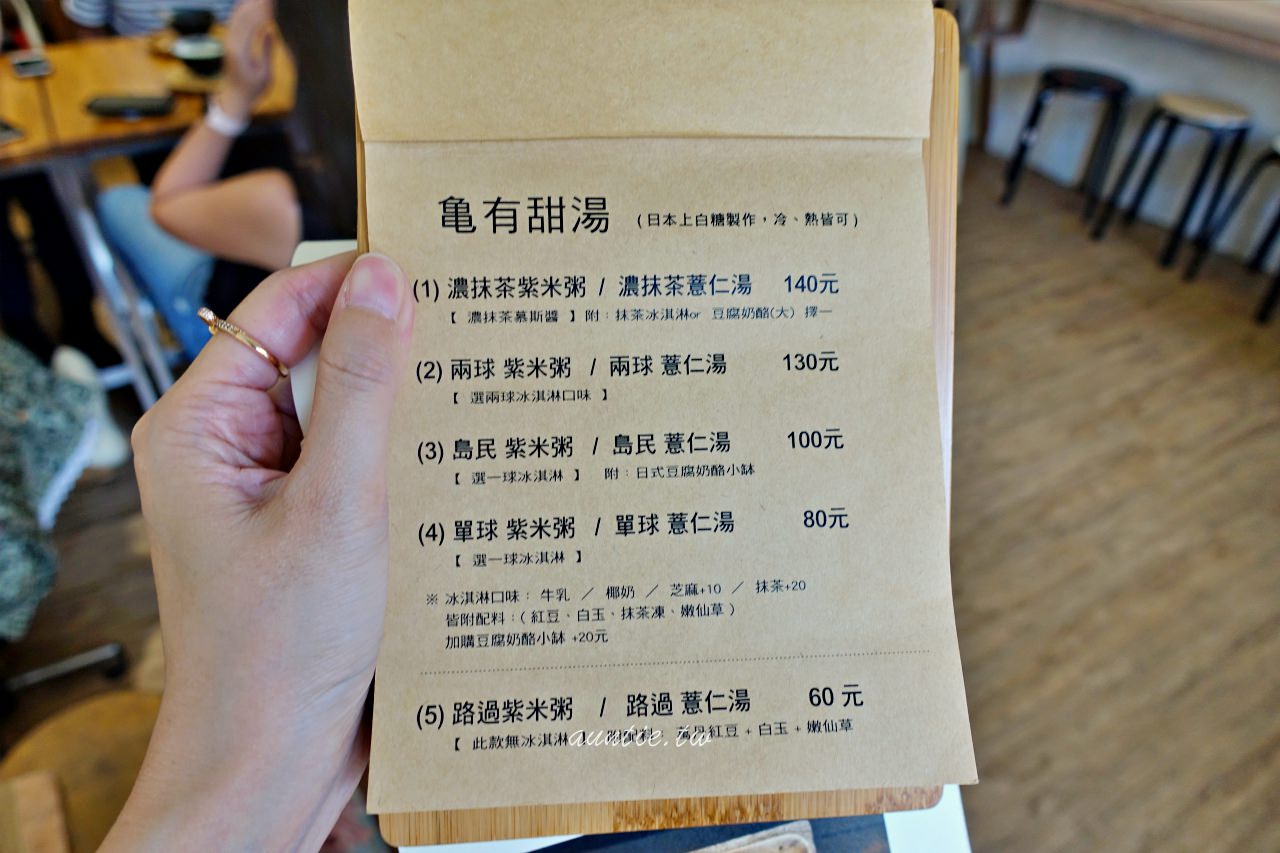 亀有甜湯 (日本上白糖製作，冷、熱皆可)
(1) 濃抹茶紫米粥 / 濃抹茶薏仁湯 140元
【 濃抹茶慕斯醬 】附：抹茶冰淇淋or 豆腐奶酪(大) 擇一
(2) 兩球 紫米粥 / 兩球 薏仁湯 130元
【 選兩球冰淇淋口味 】
(3) 島民 紫米粥 / 島民 薏仁湯 100元
【 選一球冰淇淋 】 附：日式豆腐奶酪小缽
(4) 單球 紫米粥 / 單球 薏仁湯 80元
【 選一球冰淇淋 】
※ 冰淇淋口味： 牛乳 ／ 椰奶 ／ 芝麻+10 ／ 抹茶+20
皆附配料：( 紅豆、白玉、抹茶凍、嫩仙草 )
加購豆腐奶酪小缽 +20元
(5) 路過紫米粥 / 路過 薏仁湯 60 元
【 此款無冰淇淋 紅豆 + 白玉 + 嫩仙草
auntie.tw